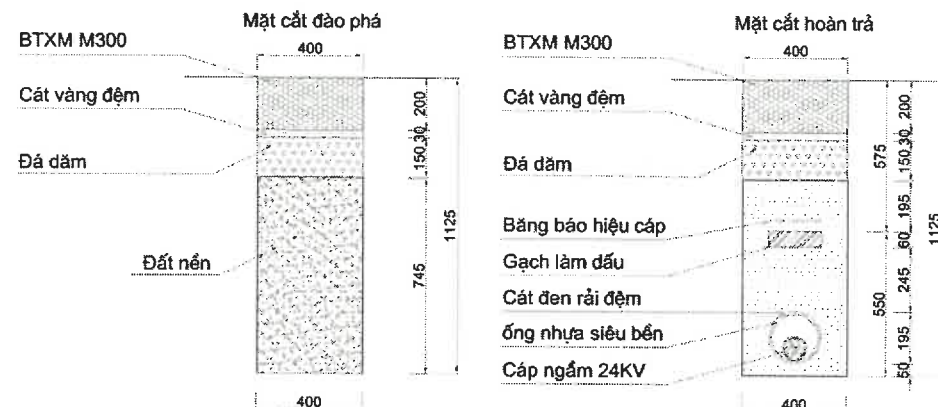 Mặt cắt đào phá
400
BTXM M300
Cát vàng đệm
Đá dăm
Đất nền
200
30
150
745
1125
400
Mặt cắt hoàn trả
400
BTXM M300
Cát vàng đệm
Đá dăm
Băng báo hiệu cáp
Gạch làm dấu
Cát đen rải đệm
ống nhựa siêu bền
Cáp ngầm 24KV
575
550
200
30
150
195
60
245
195
50
1125
400